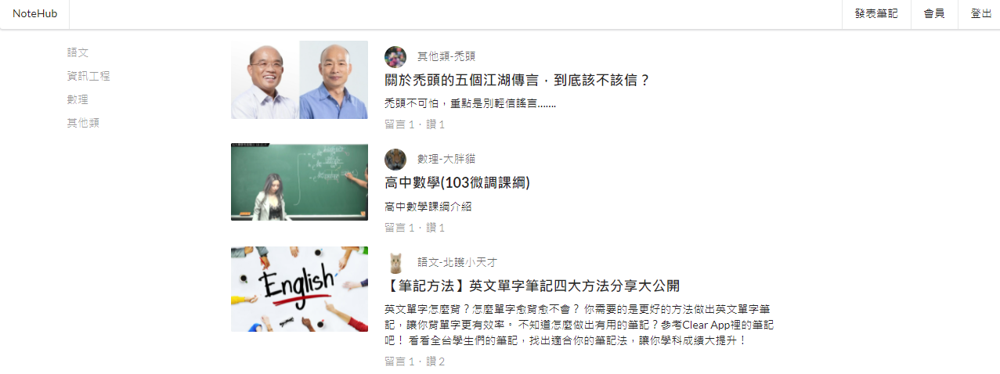 NoteHub
發表筆記
會員
登出
語文
資訊工程
數理
其他類
其他類-禿頭
關於禿頭的五個江湖傳言，到底該不該信？
禿頭不可怕，重點是別輕信謠言.......
留言 1 · 讚 1
數理-大胖貓
高中數學(103微調課綱)
高中數學課綱介紹
留言 1 · 讚 1
English
語文-北護小天才
【筆記方法】英文單字筆記四大方法分享大公開
英文單字怎麼背？怎麼單字愈背愈不會？ 你需要的是更好的方法做出英文單字筆
記，讓你背單字更有效率。 不知道怎麼做出有用的筆記？參考Clear App裡的筆記
吧！ 看看全台學生們的筆記，找出適合你的筆記法，讓你學科成績大提升！
留言 1 · 讚 2